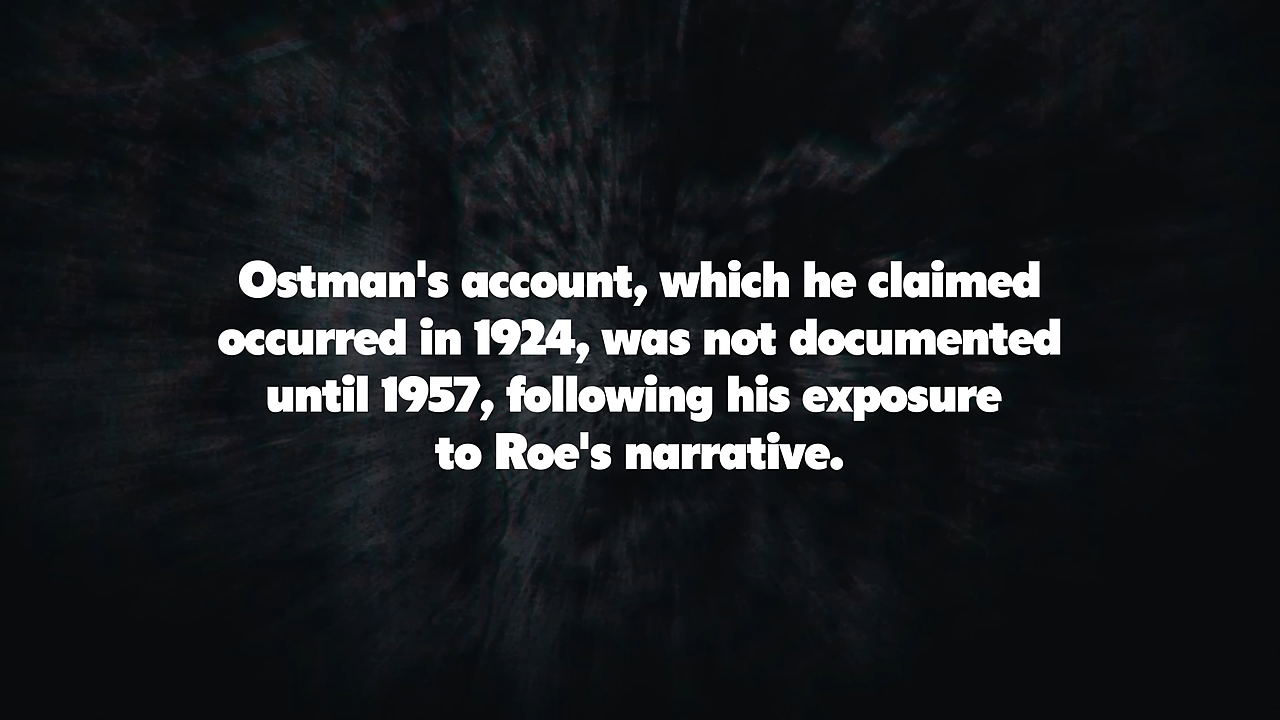 Ostman's account, which he claimed
occurred in 1924, was not documented
until 1957, following his exposure
to Roe's narrative.